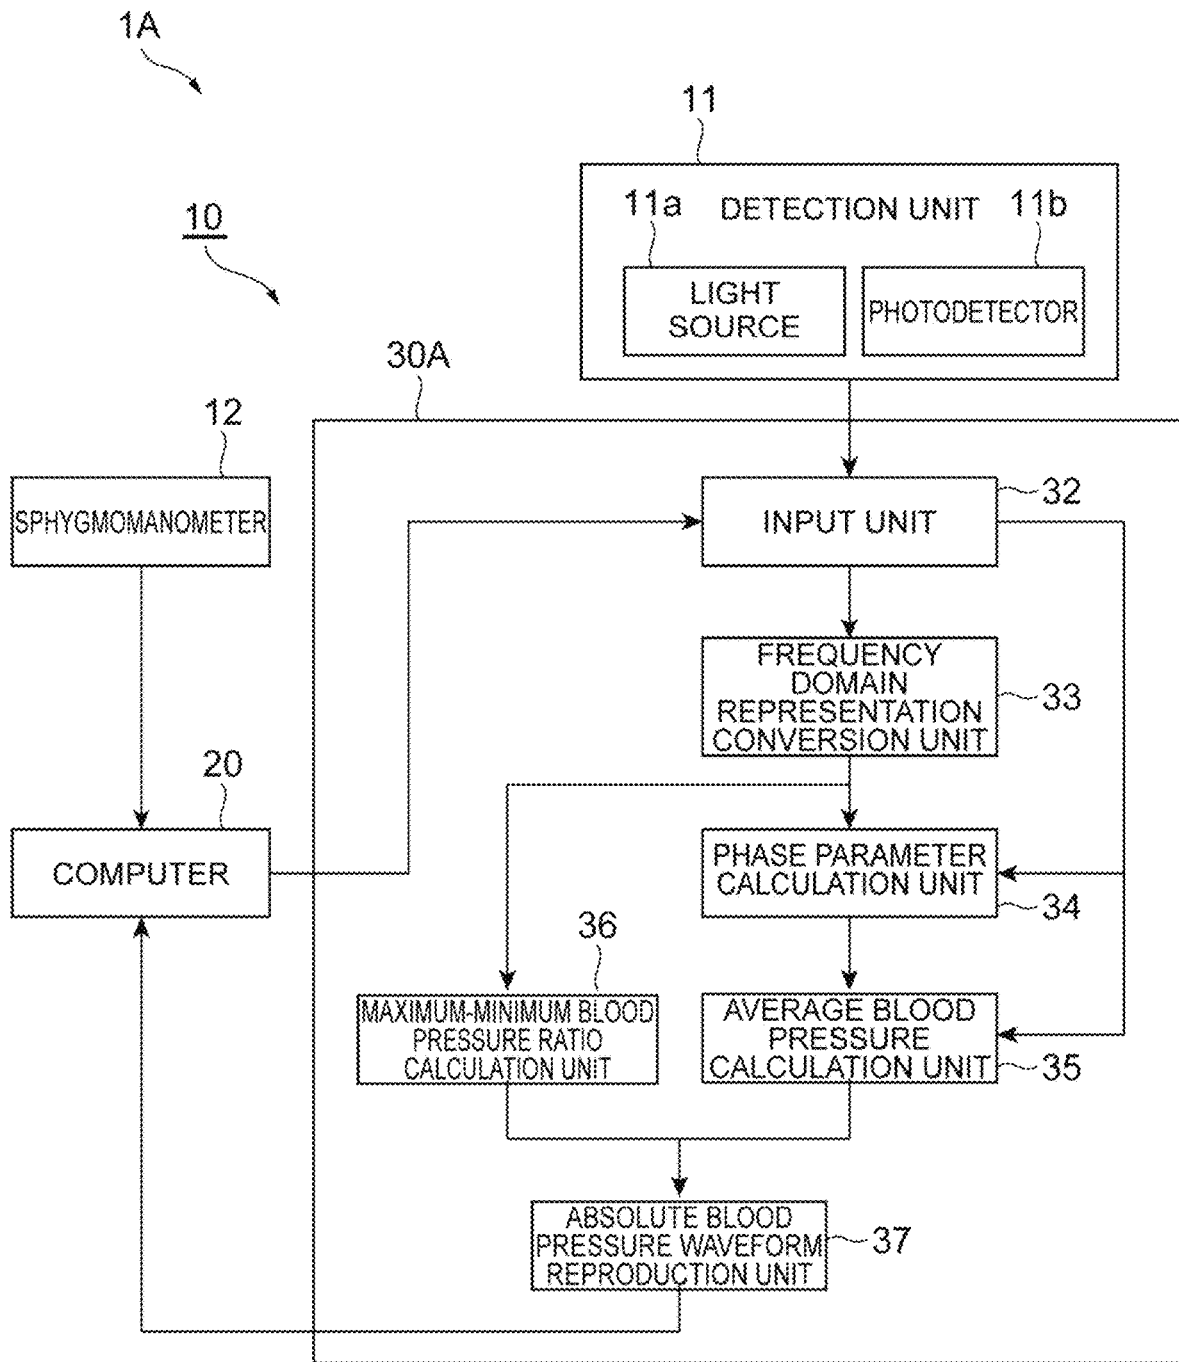 1A
11
11a
DETECTION UNIT
11b
10
LIGHT
SOURCE
PHOTODETECTOR
30A
12
SPHYGMOMANOMETER
INPUT UNIT
32
FREQUENCY
DOMAIN
REPRESENTATION
CONVERSION UNIT
33
20
COMPUTER
PHASE PARAMETER
CALCULATION UNIT
34
36
MAXIMUM-MINIMUM BLOOD
PRESSURE RATIO
CALCULATION UNIT
AVERAGE BLOOD
PRESSURE
CALCULATION UNIT
35
ABSOLUTE BLOOD
PRESSURE WAVEFORM
REPRODUCTION UNIT
37